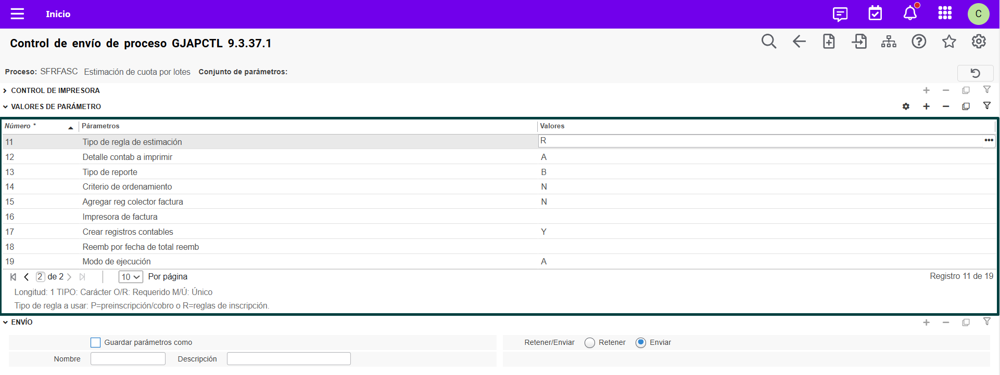 Inicio
C
Control de envío de proceso GJAPCTL 9.3.37.1
Proceso: SFRFASC Estimación de cuota por lotes Conjunto de parámetros:
CONTROL DE IMPRESORA
VALORES DE PARÁMETRO
Número * Párametros Valores
11 Tipo de regla de estimación R
12 Detalle contab a imprimir A
13 Tipo de reporte B
14 Criterio de ordenamiento N
15 Agregar reg colector factura N
16 Impresora de factura
17 Crear registros contables Y
18 Reemb por fecha de total reemb
19 Modo de ejecución A
2 de 2 10 Por página Registro 11 de 19
Longitud: 1 TIPO: Carácter O/R: Requerido M/Ú: Único
Tipo de regla a usar: P=preinscripción/cobro o R=reglas de inscripción.
ENVÍO
Guardar parámetros como Retener/Enviar Retener Enviar
Nombre Descripción